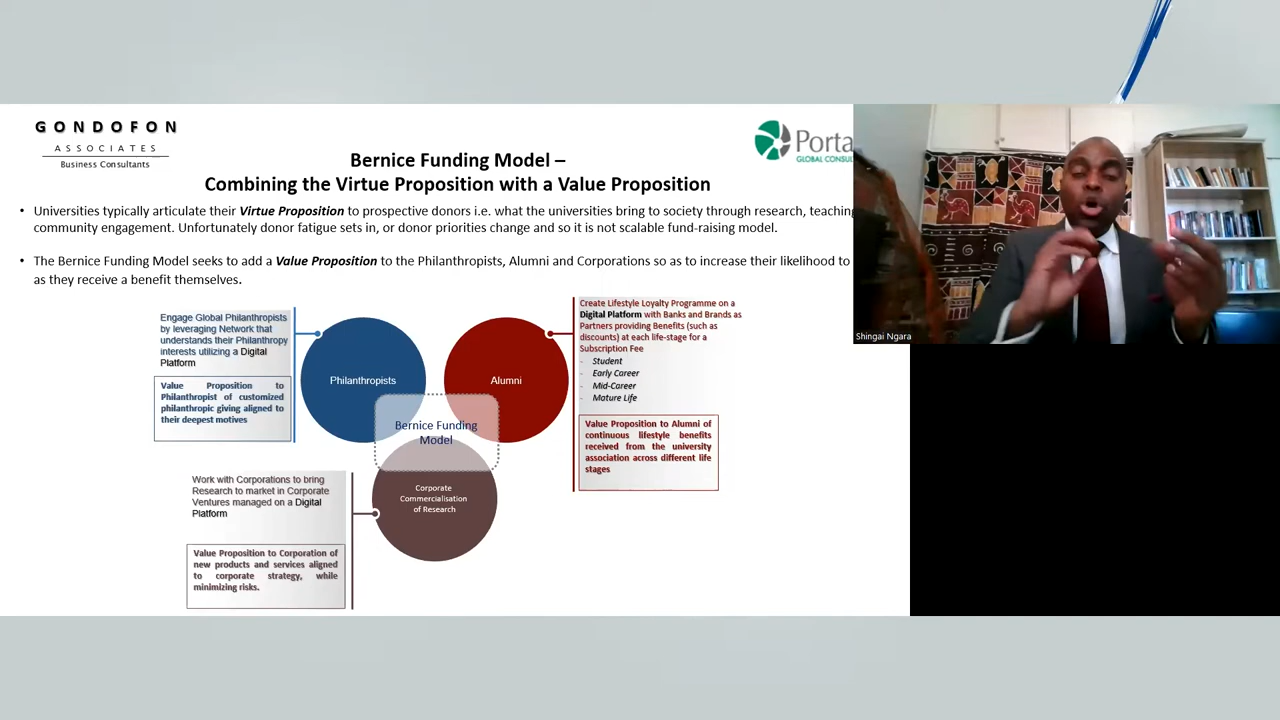 GONDOFON
ASSOCIATES
Business Consultants
Porta
GLOBAL CONSUL
Bernice Funding Model –
Combining the Virtue Proposition with a Value Proposition
• Universities typically articulate their Virtue Proposition to prospective donors i.e. what the universities bring to society through research, teaching
community engagement. Unfortunately donor fatigue sets in, or donor priorities change and so it is not scalable fund-raising model.
• The Bernice Funding Model seeks to add a Value Proposition to the Philanthropists, Alumni and Corporations so as to increase their likelihood to
as they receive a benefit themselves.
Engage Global Philanthropists
by leveraging Network that
understands their Philanthropy
interests utilizing a Digital
Platform
Value Proposition to
Philanthropist of customized
philanthropic giving aligned to
their deepest motives
Philanthropists
Alumni
Bernice Funding
Model
Corporate
Commercialisation
of Research
Create Lifestyle Loyalty Programme on a
Digital Platform with Banks and Brands as
Partners providing Benefits (such as
discounts) at each life-stage for a
Subscription Fee
- Student
- Early Career
- Mid-Career
- Mature Life
Value Proposition to Alumni of
continuous lifestyle benefits
received from the university
association across different life
stages
Work with Corporations to bring
Research to market in Corporate
Ventures managed on a Digital
Platform
Value Proposition to Corporation of
new products and services aligned
to corporate strategy, while
minimizing risks.
Shingai Ngara